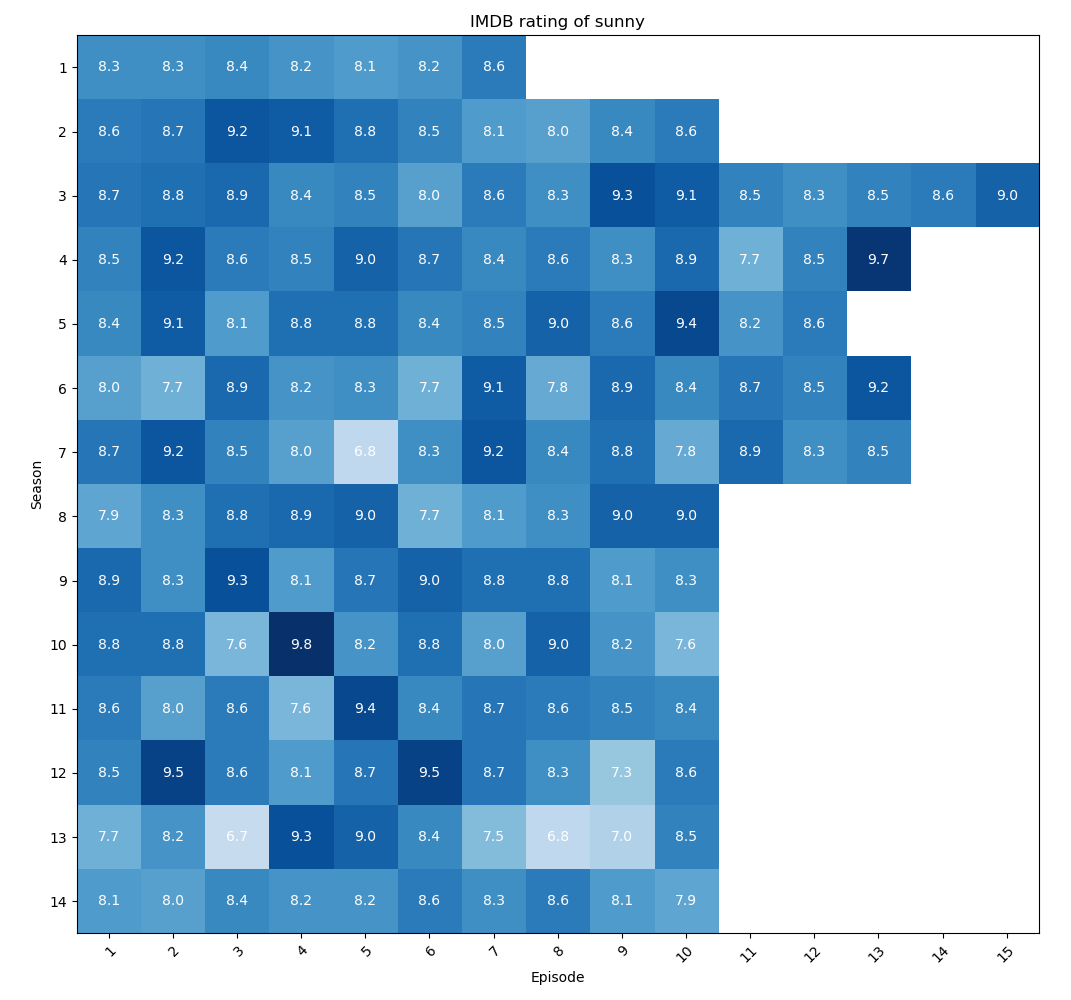 IMDB rating of sunny
1 8.3 8.3 8.4 8.2 8.1 8.2 8.6
2 8.6 8.7 9.2 9.1 8.8 8.5 8.1 8.0 8.4 8.6
3 8.7 8.8 8.9 8.4 8.5 8.0 8.6 8.3 9.3 9.1 8.5 8.3 8.5 8.6 9.0
4 8.5 9.2 8.6 8.5 9.0 8.7 8.4 8.6 8.3 8.9 7.7 8.5 9.7
5 8.4 9.1 8.1 8.8 8.8 8.4 8.5 9.0 8.6 9.4 8.2 8.6
6 8.0 7.7 8.9 8.2 8.3 7.7 9.1 7.8 8.9 8.4 8.7 8.5 9.2
7 8.7 9.2 8.5 8.0 6.8 8.3 9.2 8.4 8.8 7.8 8.9 8.3 8.5
Season
8 7.9 8.3 8.8 8.9 9.0 7.7 8.1 8.3 9.0 9.0
9 8.9 8.3 9.3 8.1 8.7 9.0 8.8 8.8 8.1 8.3
10 8.8 8.8 7.6 9.8 8.2 8.8 8.0 9.0 8.2 7.6
11 8.6 8.0 8.6 7.6 9.4 8.4 8.7 8.6 8.5 8.4
12 8.5 9.5 8.6 8.1 8.7 9.5 8.7 8.3 7.3 8.6
13 7.7 8.2 6.7 9.3 9.0 8.4 7.5 6.8 7.0 8.5
14 8.1 8.0 8.4 8.2 8.2 8.6 8.3 8.6 8.1 7.9
1 2 3 4 5 6 7 8 9 10 11 12 13 14 15
Episode